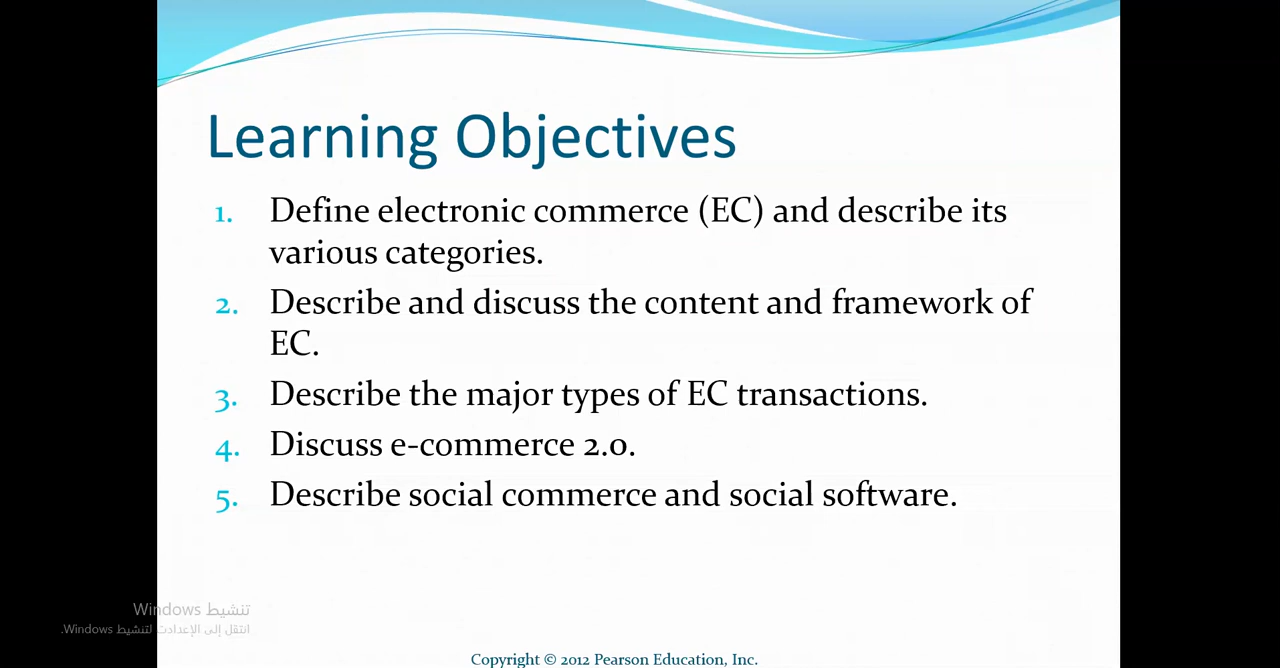 Learning Objectives
1. Define electronic commerce (EC) and describe its
various categories.
2. Describe and discuss the content and framework of
EC.
3. Describe the major types of EC transactions.
4. Discuss e-commerce 2.0.
5. Describe social commerce and social software.
تنشيط Windows
انتقل إلى الإعدادت لتنشيط Windows.
Copyright © 2012 Pearson Education, Inc.